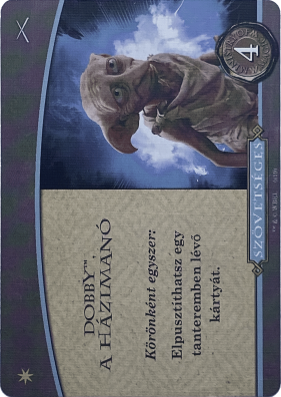 DOBBY™
A HÁZIMANÓ
Körönként egyszer:
Elpusztíthatsz egy
tanteremben lévő
kártyát.
SZÖVETSÉGES
4